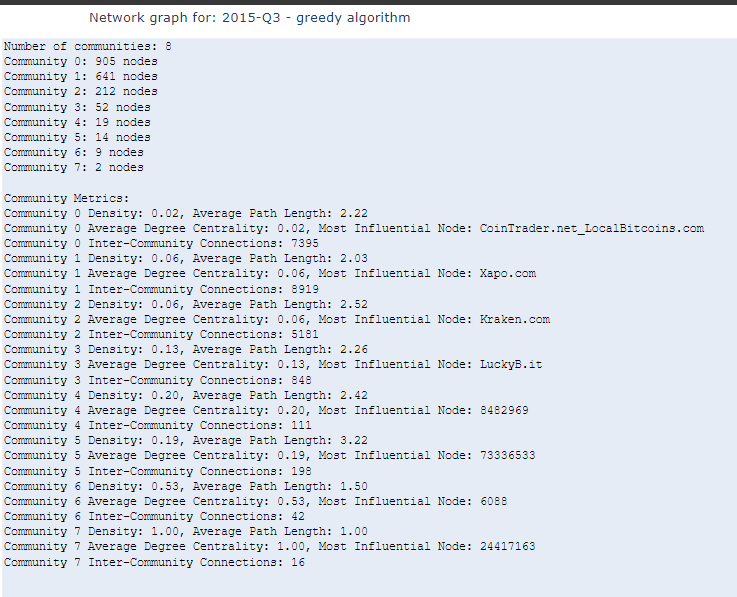 Network graph for: 2015-Q3 - greedy algorithm
Number of communities: 8
Community 0: 905 nodes
Community 1: 641 nodes
Community 2: 212 nodes
Community 3: 52 nodes
Community 4: 19 nodes
Community 5: 14 nodes
Community 6: 9 nodes
Community 7: 2 nodes
Community Metrics:
Community 0 Density: 0.02, Average Path Length: 2.22
Community 0 Average Degree Centrality: 0.02, Most Influential Node: CoinTrader.net_LocalBitcoins.com
Community 0 Inter-Community Connections: 7395
Community 1 Density: 0.06, Average Path Length: 2.03
Community 1 Average Degree Centrality: 0.06, Most Influential Node: Xapo.com
Community 1 Inter-Community Connections: 8919
Community 2 Density: 0.06, Average Path Length: 2.52
Community 2 Average Degree Centrality: 0.06, Most Influential Node: Kraken.com
Community 2 Inter-Community Connections: 5181
Community 3 Density: 0.13, Average Path Length: 2.26
Community 3 Average Degree Centrality: 0.13, Most Influential Node: LuckyB.it
Community 3 Inter-Community Connections: 848
Community 4 Density: 0.20, Average Path Length: 2.42
Community 4 Average Degree Centrality: 0.20, Most Influential Node: 8482969
Community 4 Inter-Community Connections: 111
Community 5 Density: 0.19, Average Path Length: 3.22
Community 5 Average Degree Centrality: 0.19, Most Influential Node: 73336533
Community 5 Inter-Community Connections: 198
Community 6 Density: 0.53, Average Path Length: 1.50
Community 6 Average Degree Centrality: 0.53, Most Influential Node: 6088
Community 6 Inter-Community Connections: 42
Community 7 Density: 1.00, Average Path Length: 1.00
Community 7 Average Degree Centrality: 1.00, Most Influential Node: 24417163
Community 7 Inter-Community Connections: 16